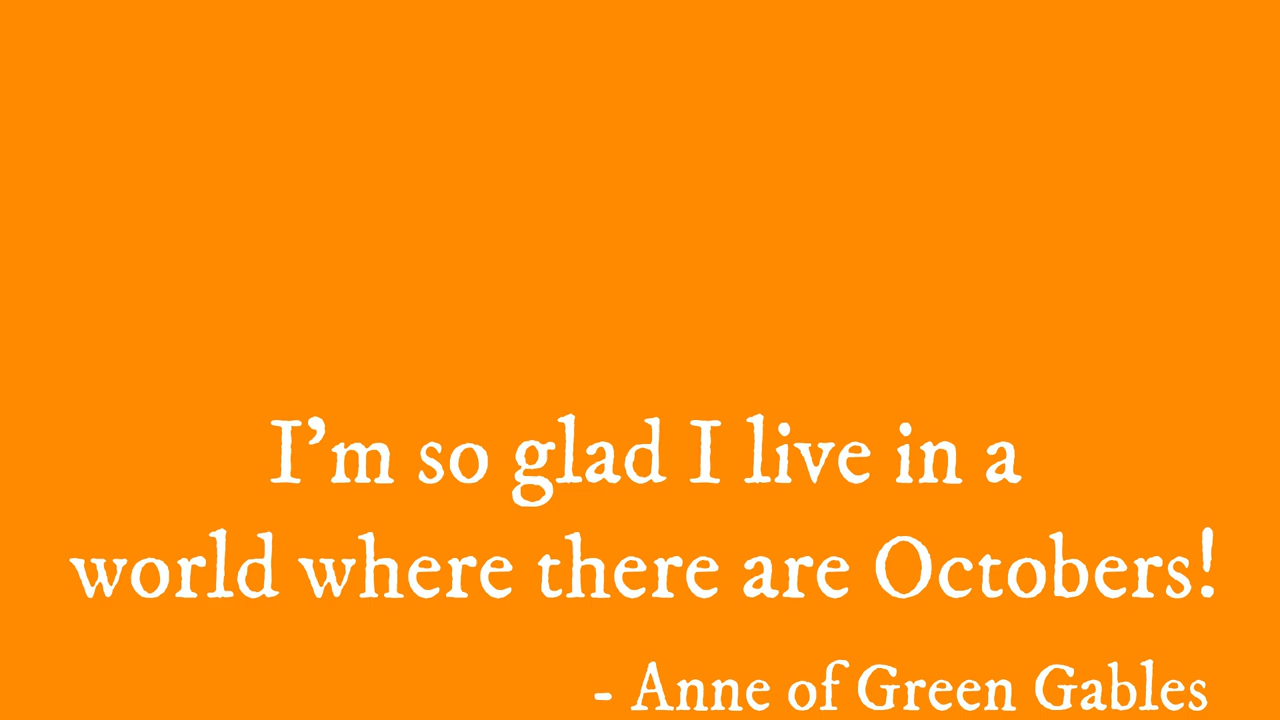 I’m so glad I live in a
world where there are Octobers!
- Anne of Green Gables